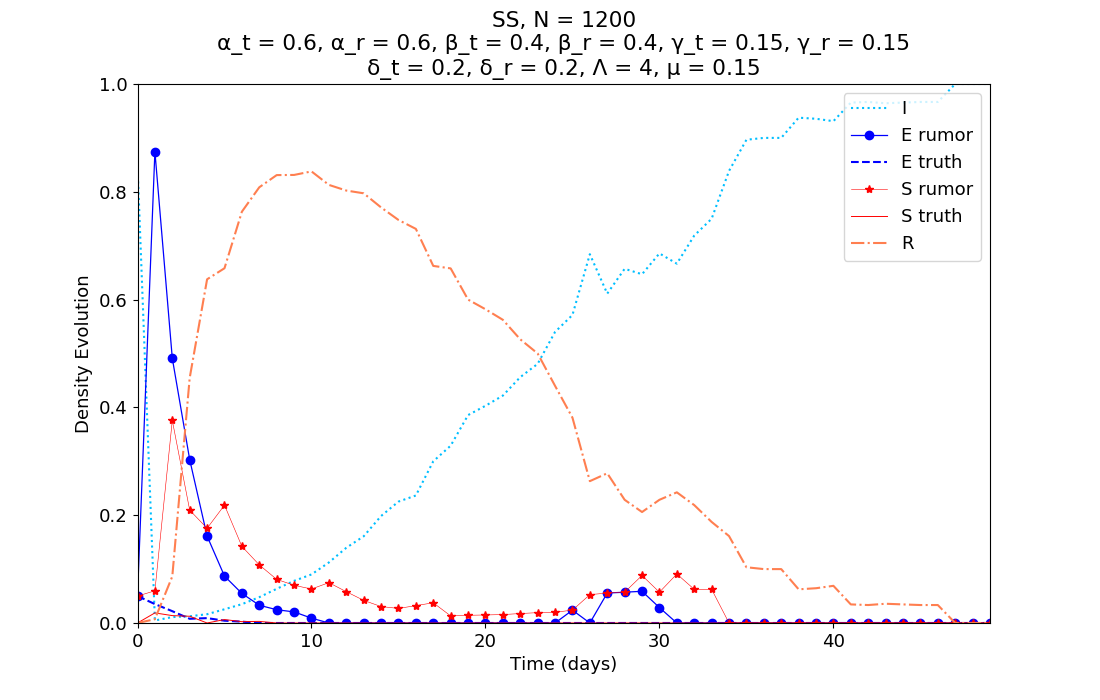 SS, N = 1200
α_t = 0.6, α_r = 0.6, β_t = 0.4, β_r = 0.4, γ_t = 0.15, γ_r = 0.15
δ_t = 0.2, δ_r = 0.2, Λ = 4, μ = 0.15
1.0
0.8
0.6
0.4
0.2
0.0
Density Evolution
0
10
20
30
40
Time (days)
I
E rumor
E truth
S rumor
S truth
R